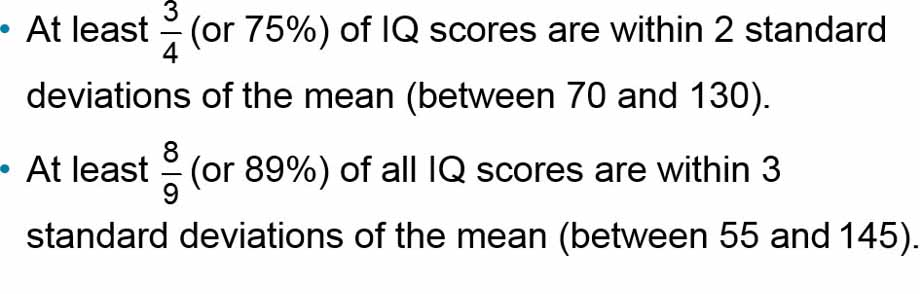 • At least 3/4 (or 75%) of IQ scores are within 2 standard
deviations of the mean (between 70 and 130).
• At least 8/9 (or 89%) of all IQ scores are within 3
standard deviations of the mean (between 55 and 145).